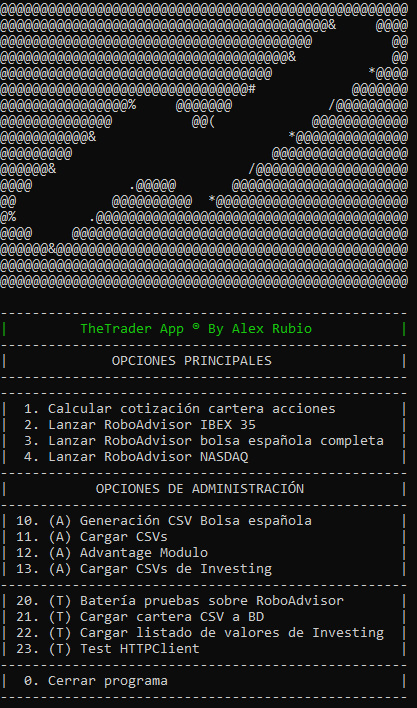 TheTrader App ® By Alex Rubio
OPCIONES PRINCIPALES
1. Calcular cotización cartera acciones
2. Lanzar RoboAdvisor IBEX 35
3. Lanzar RoboAdvisor bolsa española completa
4. Lanzar RoboAdvisor NASDAQ
OPCIONES DE ADMINISTRACIÓN
10. (A) Generación CSV Bolsa española
11. (A) Cargar CSVs
12. (A) Advantage Modulo
13. (A) Cargar CSVs de Investing
20. (T) Batería pruebas sobre RoboAdvisor
21. (T) Cargar cartera CSV a BD
22. (T) Cargar listado de valores de Investing
23. (T) Test HTTPClient
0. Cerrar programa